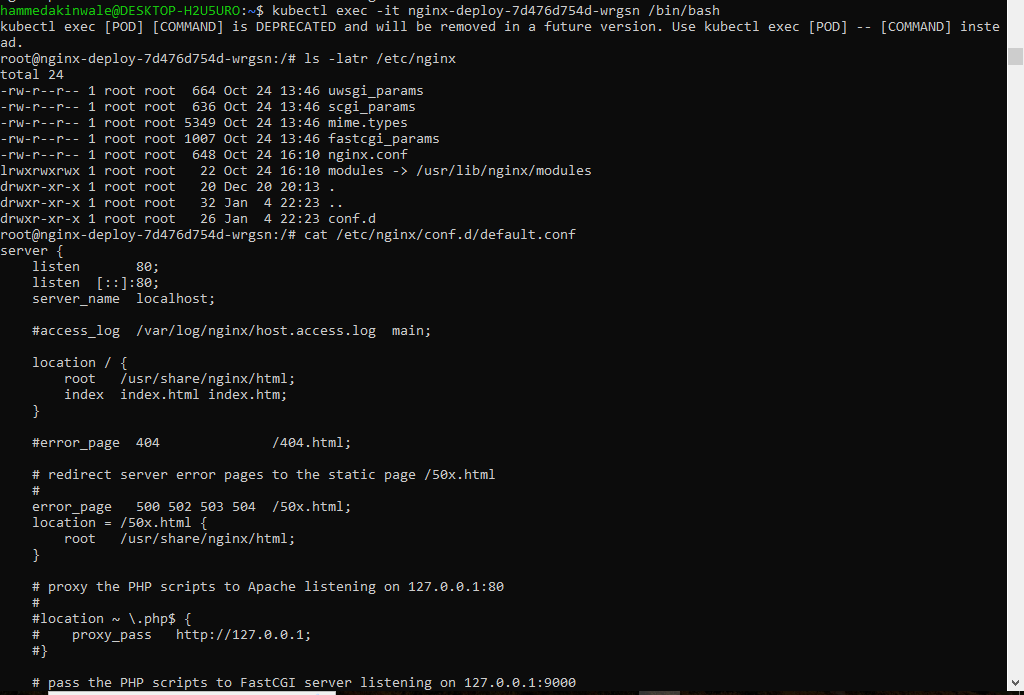 hammedakinwale@DESKTOP-H2U5URO:~$ kubectl exec -it nginx-deploy-7d476d754d-wrgsn /bin/bash
kubectl exec [POD] [COMMAND] is DEPRECATED and will be removed in a future version. Use kubectl exec [POD] -- [COMMAND] inste
ad.
root@nginx-deploy-7d476d754d-wrgsn:/# ls -latr /etc/nginx
total 24
-rw-r--r-- 1 root root  664 Oct 24 13:46 uwsgi_params
-rw-r--r-- 1 root root  636 Oct 24 13:46 scgi_params
-rw-r--r-- 1 root root 5349 Oct 24 13:46 mime.types
-rw-r--r-- 1 root root 1007 Oct 24 13:46 fastcgi_params
-rw-r--r-- 1 root root  648 Oct 24 16:10 nginx.conf
lrwxrwxrwx 1 root root   22 Oct 24 16:10 modules -> /usr/lib/nginx/modules
drwxr-xr-x 1 root root   20 Dec 20 20:13 .
drwxr-xr-x 1 root root   32 Jan  4 22:23 ..
drwxr-xr-x 1 root root   26 Jan  4 22:23 conf.d
root@nginx-deploy-7d476d754d-wrgsn:/# cat /etc/nginx/conf.d/default.conf
server {
    listen       80;
    listen  [::]:80;
    server_name  localhost;

    #access_log  /var/log/nginx/host.access.log  main;

    location / {
        root   /usr/share/nginx/html;
        index  index.html index.htm;
    }

    #error_page  404              /404.html;

    # redirect server error pages to the static page /50x.html
    #
    error_page   500 502 503 504  /50x.html;
    location = /50x.html {
        root   /usr/share/nginx/html;
    }

    # proxy the PHP scripts to Apache listening on 127.0.0.1:80
    #
    #location ~ \.php$ {
    #    proxy_pass   http://127.0.0.1;
    #}

    # pass the PHP scripts to FastCGI server listening on 127.0.0.1:9000